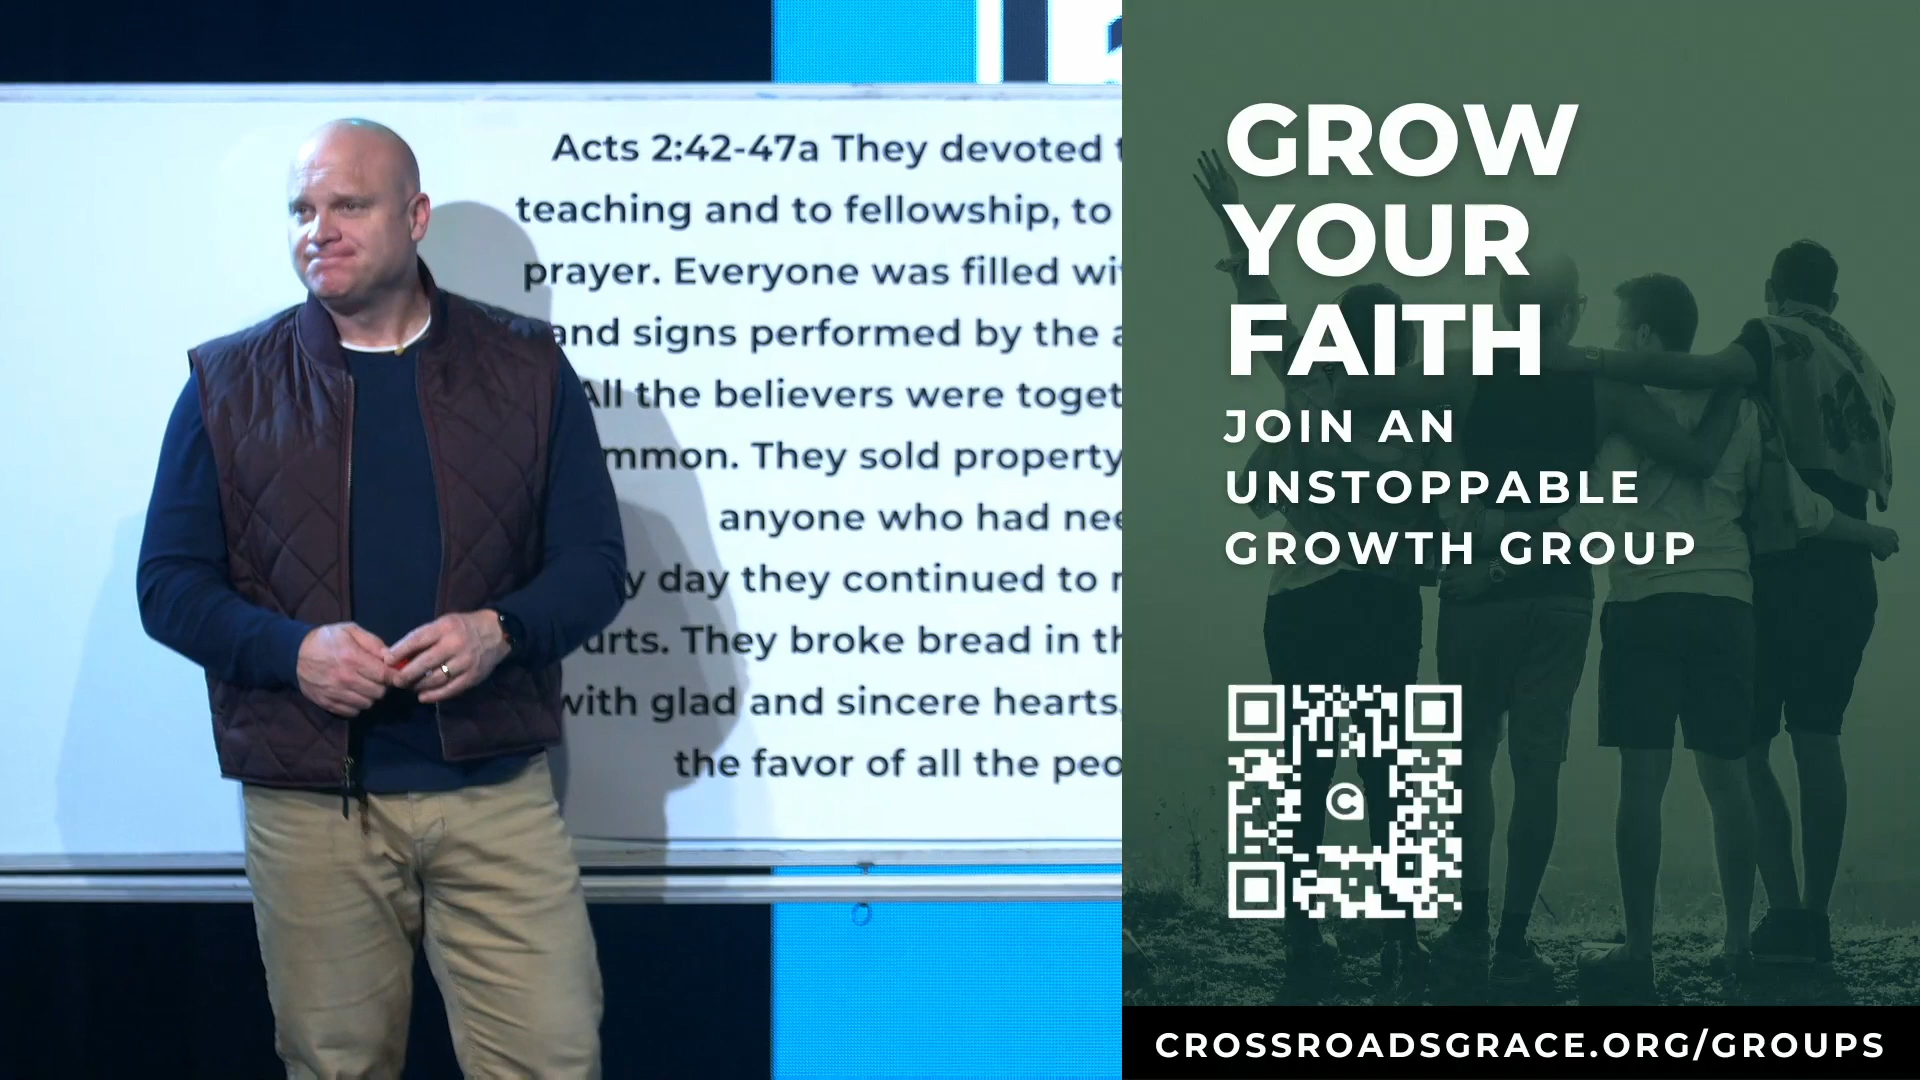 Acts 2:42-47a They devoted
teaching and to fellowship, to
prayer. Everyone was filled
and signs performed by the
All the believers were
They sold property
anyone who had
day they continued to
They broke bread in
with glad and sincere hearts,
the favor of all the
GROW
YOUR
FAITH
JOIN AN
UNSTOPPABLE
GROWTH GROUP
C
CROSSROADSGRACE.ORG/GROUPS